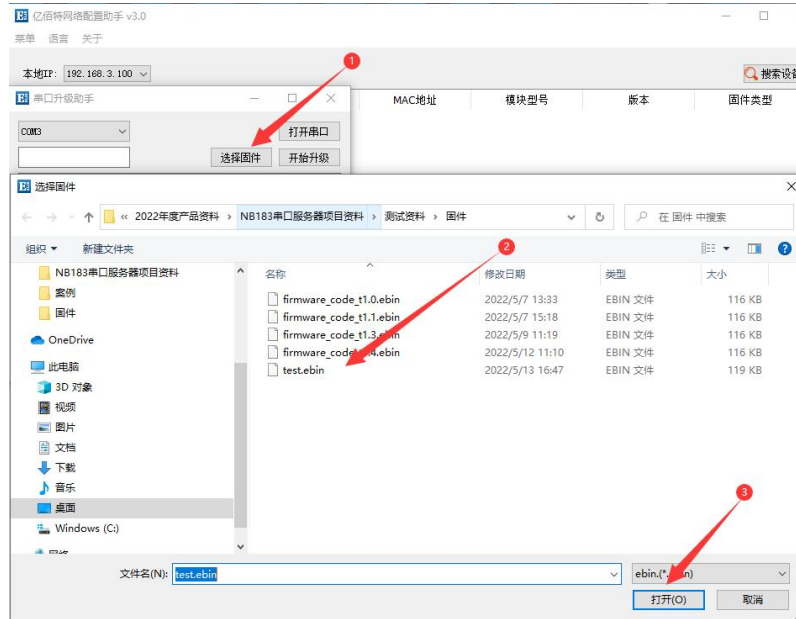 亿佰特网络配置助手 v3.0
菜单 语言 关于
本地IP: 192.168.3.100
搜索设备
串口升级助手
MAC地址 模块型号 版本 固件类型
COM3 打开串口
选择固件 开始升级
1
选择固件
« 2022年度产品资料 › NB183串口服务器项目资料 › 测试资料 › 固件
在 固件 中搜索
组织 新建文件夹
2
NB183串口服务器项目资料
案例
固件
OneDrive
此电脑
3D 对象
视频
图片
文档
下载
音乐
桌面
Windows (C:)
网络
名称 修改日期 类型 大小
firmware_code_t1.0.ebin 2022/5/7 13:33 EBIN 文件 116 KB
firmware_code_t1.1.ebin 2022/5/7 15:18 EBIN 文件 116 KB
firmware_code_t1.3.ebin 2022/5/9 11:19 EBIN 文件 116 KB
firmware_code_t1.4.ebin 2022/5/12 11:10 EBIN 文件 116 KB
test.ebin 2022/5/13 16:47 EBIN 文件 119 KB
3
文件名(N): test.ebin
打开(O) 取消